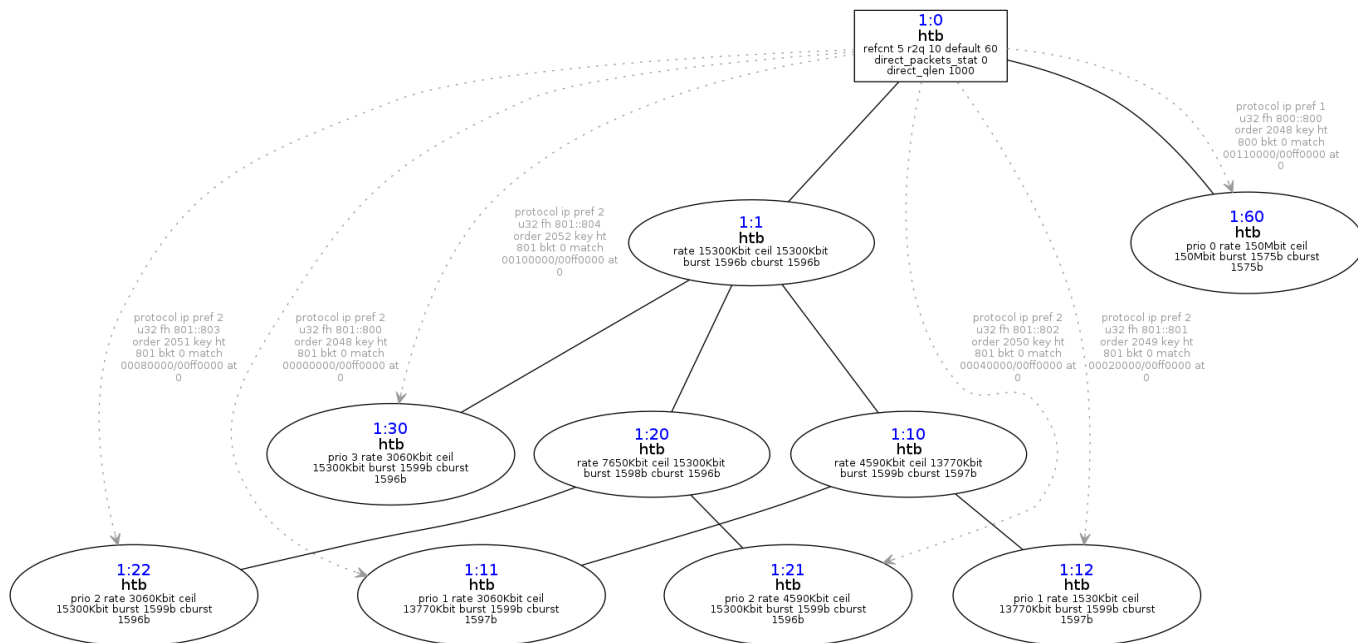 1:0
htb
refcnt 5 r2q 10 default 60
direct_packets_stat 0
direct_qlen 1000
protocol ip pref 1
u32 fh 800::800
order 2048 key ht
800 bkt 0 match
00110000/00ff0000 at
0
protocol ip pref 2
u32 fh 801::804
order 2052 key ht
801 bkt 0 match
00100000/00ff0000 at
0
1:1
htb
rate 15300Kbit ceil 15300Kbit
burst 1596b cburst 1596b
1:60
htb
prio 0 rate 150Mbit ceil
150Mbit burst 1575b cburst
1575b
protocol ip pref 2
u32 fh 801::803
order 2051 key ht
801 bkt 0 match
00080000/00ff0000 at
0
protocol ip pref 2
u32 fh 801::800
order 2048 key ht
801 bkt 0 match
00000000/00ff0000 at
0
protocol ip pref 2
u32 fh 801::802
order 2050 key ht
801 bkt 0 match
00040000/00ff0000 at
0
protocol ip pref 2
u32 fh 801::801
order 2049 key ht
801 bkt 0 match
00020000/00ff0000 at
0
1:30
htb
prio 3 rate 3060Kbit ceil
15300Kbit burst 1599b cburst
1596b
1:20
htb
rate 7650Kbit ceil 15300Kbit
burst 1598b cburst 1596b
1:10
htb
rate 4590Kbit ceil 13770Kbit
burst 1599b cburst 1597b
1:22
htb
prio 2 rate 3060Kbit ceil
15300Kbit burst 1599b cburst
1596b
1:11
htb
prio 1 rate 3060Kbit ceil
13770Kbit burst 1599b cburst
1597b
1:21
htb
prio 2 rate 4590Kbit ceil
15300Kbit burst 1599b cburst
1596b
1:12
htb
prio 1 rate 1530Kbit ceil
13770Kbit burst 1599b cburst
1597b